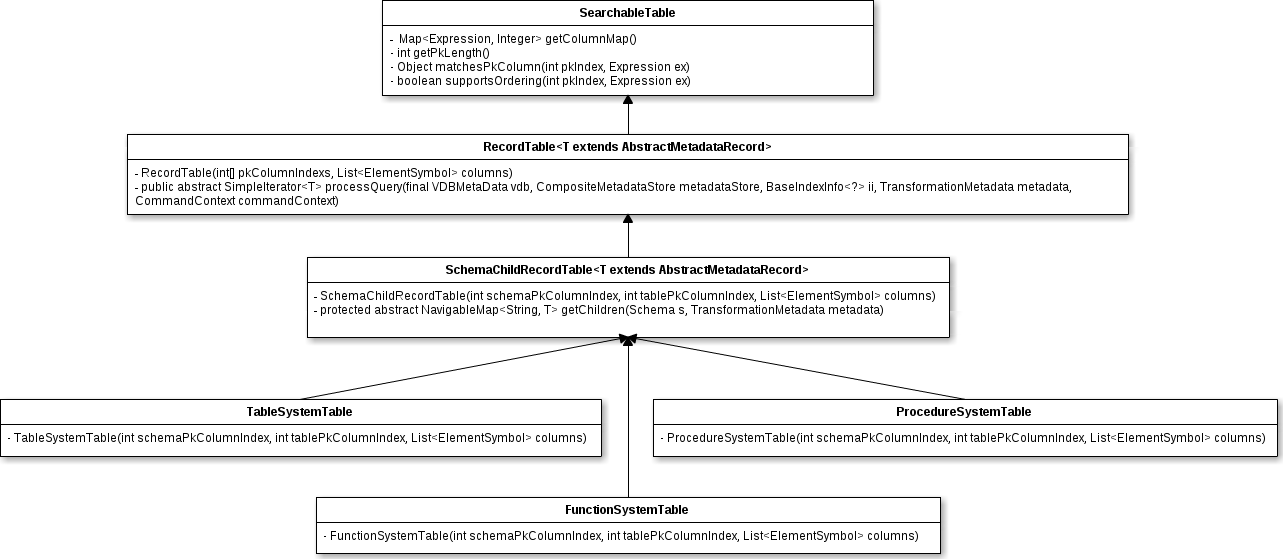 SearchableTable
- Map<Expression, Integer> getColumnMap()
- int getPkLength()
- Object matchesPkColumn(int pkIndex, Expression ex)
- boolean supportsOrdering(int pkIndex, Expression ex)
RecordTable<T extends AbstractMetadataRecord>
- RecordTable(int[] pkColumnIndexs, List<ElementSymbol> columns)
- public abstract SimpleIterator<T> processQuery(final VDBMetaData vdb, CompositeMetadataStore metadataStore, BaseIndexInfo<?> ii, TransformationMetadata metadata,
CommandContext commandContext)
SchemaChildRecordTable<T extends AbstractMetadataRecord>
- SchemaChildRecordTable(int schemaPkColumnIndex, int tablePkColumnIndex, List<ElementSymbol> columns)
- protected abstract NavigableMap<String, T> getChildren(Schema s, TransformationMetadata metadata)
TableSystemTable
- TableSystemTable(int schemaPkColumnIndex, int tablePkColumnIndex, List<ElementSymbol> columns)
ProcedureSystemTable
- ProcedureSystemTable(int schemaPkColumnIndex, int tablePkColumnIndex, List<ElementSymbol> columns)
FunctionSystemTable
- FunctionSystemTable(int schemaPkColumnIndex, int tablePkColumnIndex, List<ElementSymbol> columns)